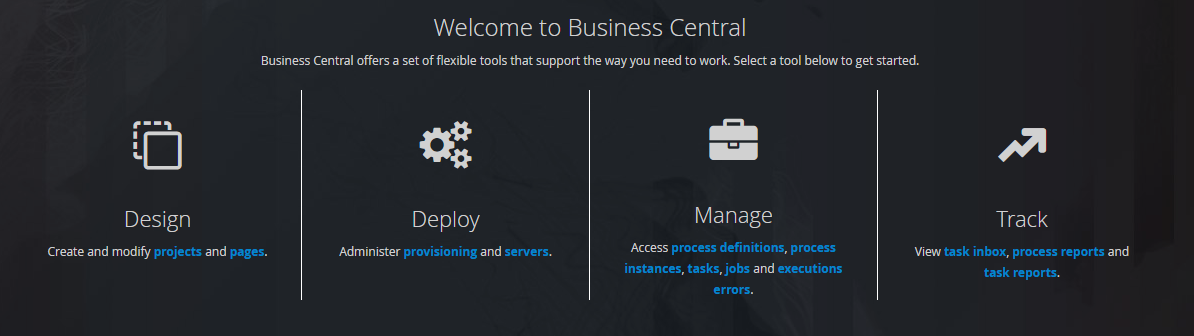 Welcome to Business Central
Business Central offers a set of flexible tools that support the way you need to work. Select a tool below to get started.
Design
Create and modify projects and pages.
Deploy
Administer provisioning and servers.
Manage
Access process definitions, process
instances, tasks, jobs and executions
errors.
Track
View task inbox, process reports and
task reports.